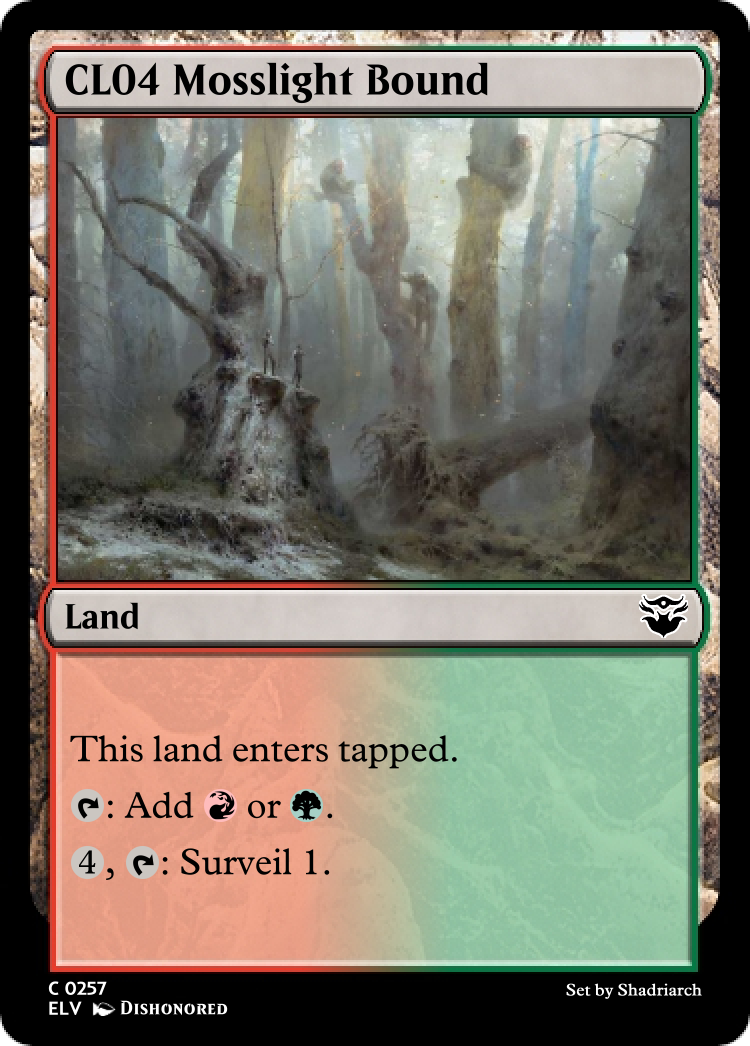 CL04 Mosslight Bound
Land
This land enters tapped.
: Add or .
4, : Surveil 1.
C 0257
ELV DISHONORED
Set by Shadriarch